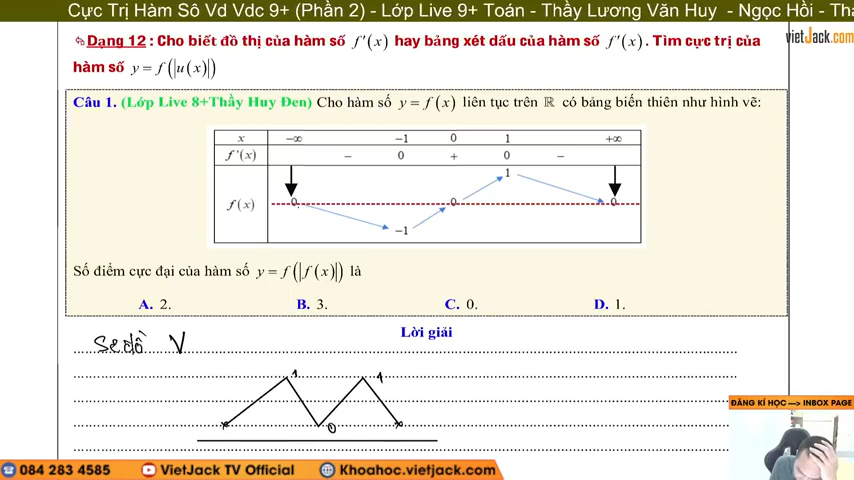 Cực Trị Hàm Sô Vd Vdc 9+ (Phần 2) - Lớp Live 9+ Toán - Thầy Lương Văn Huy - Ngọc Hồi - Tha
vietJack.com
Dạng 12 : Cho biết đồ thị của hàm số f'(x) hay bảng xét dấu của hàm số f'(x). Tìm cực trị của
hàm số y = f(|u(x)|)
Câu 1. (Lớp Live 8+Thầy Huy Đen) Cho hàm số y = f(x) liên tục trên ℝ có bảng biến thiên như hình vẽ:
x −∞ −1 0 1 +∞
f'(x) − 0 + 0 −
1
f(x) 0 0 0
−1
Số điểm cực đại của hàm số y = f(|f(x)|) là
A. 2. B. 3. C. 0. D. 1.
Lời giải
Sơ đồ V
1 1
0
ĐĂNG KÍ HỌC —> INBOX PAGE
084 283 4585 VietJack TV Official Khoahoc.vietjack.com